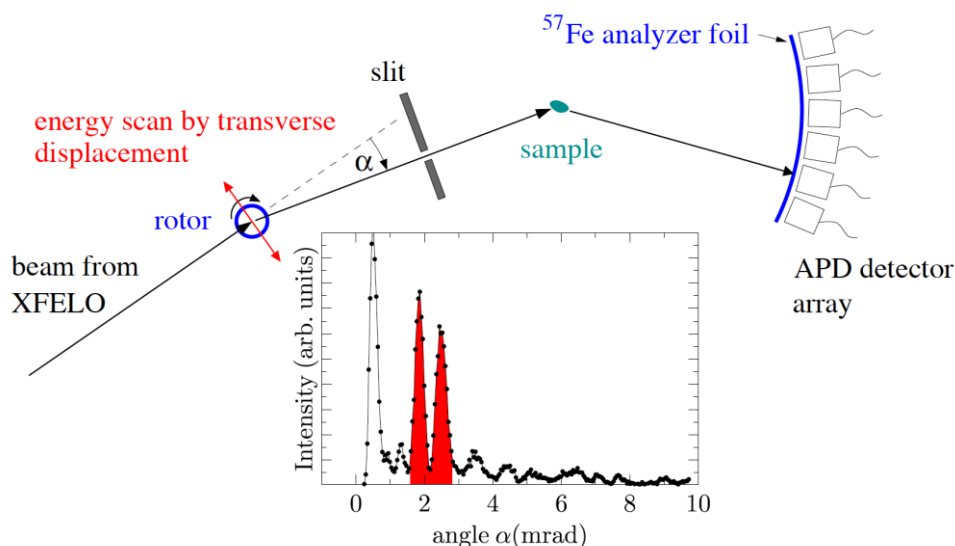 ⁵⁷Fe analyzer foil
slit
energy scan by transverse
displacement
α
sample
rotor
beam from
XFELO
APD detector
array
Intensity (arb. units)
0 2 4 6 8 10
angle α(mrad)